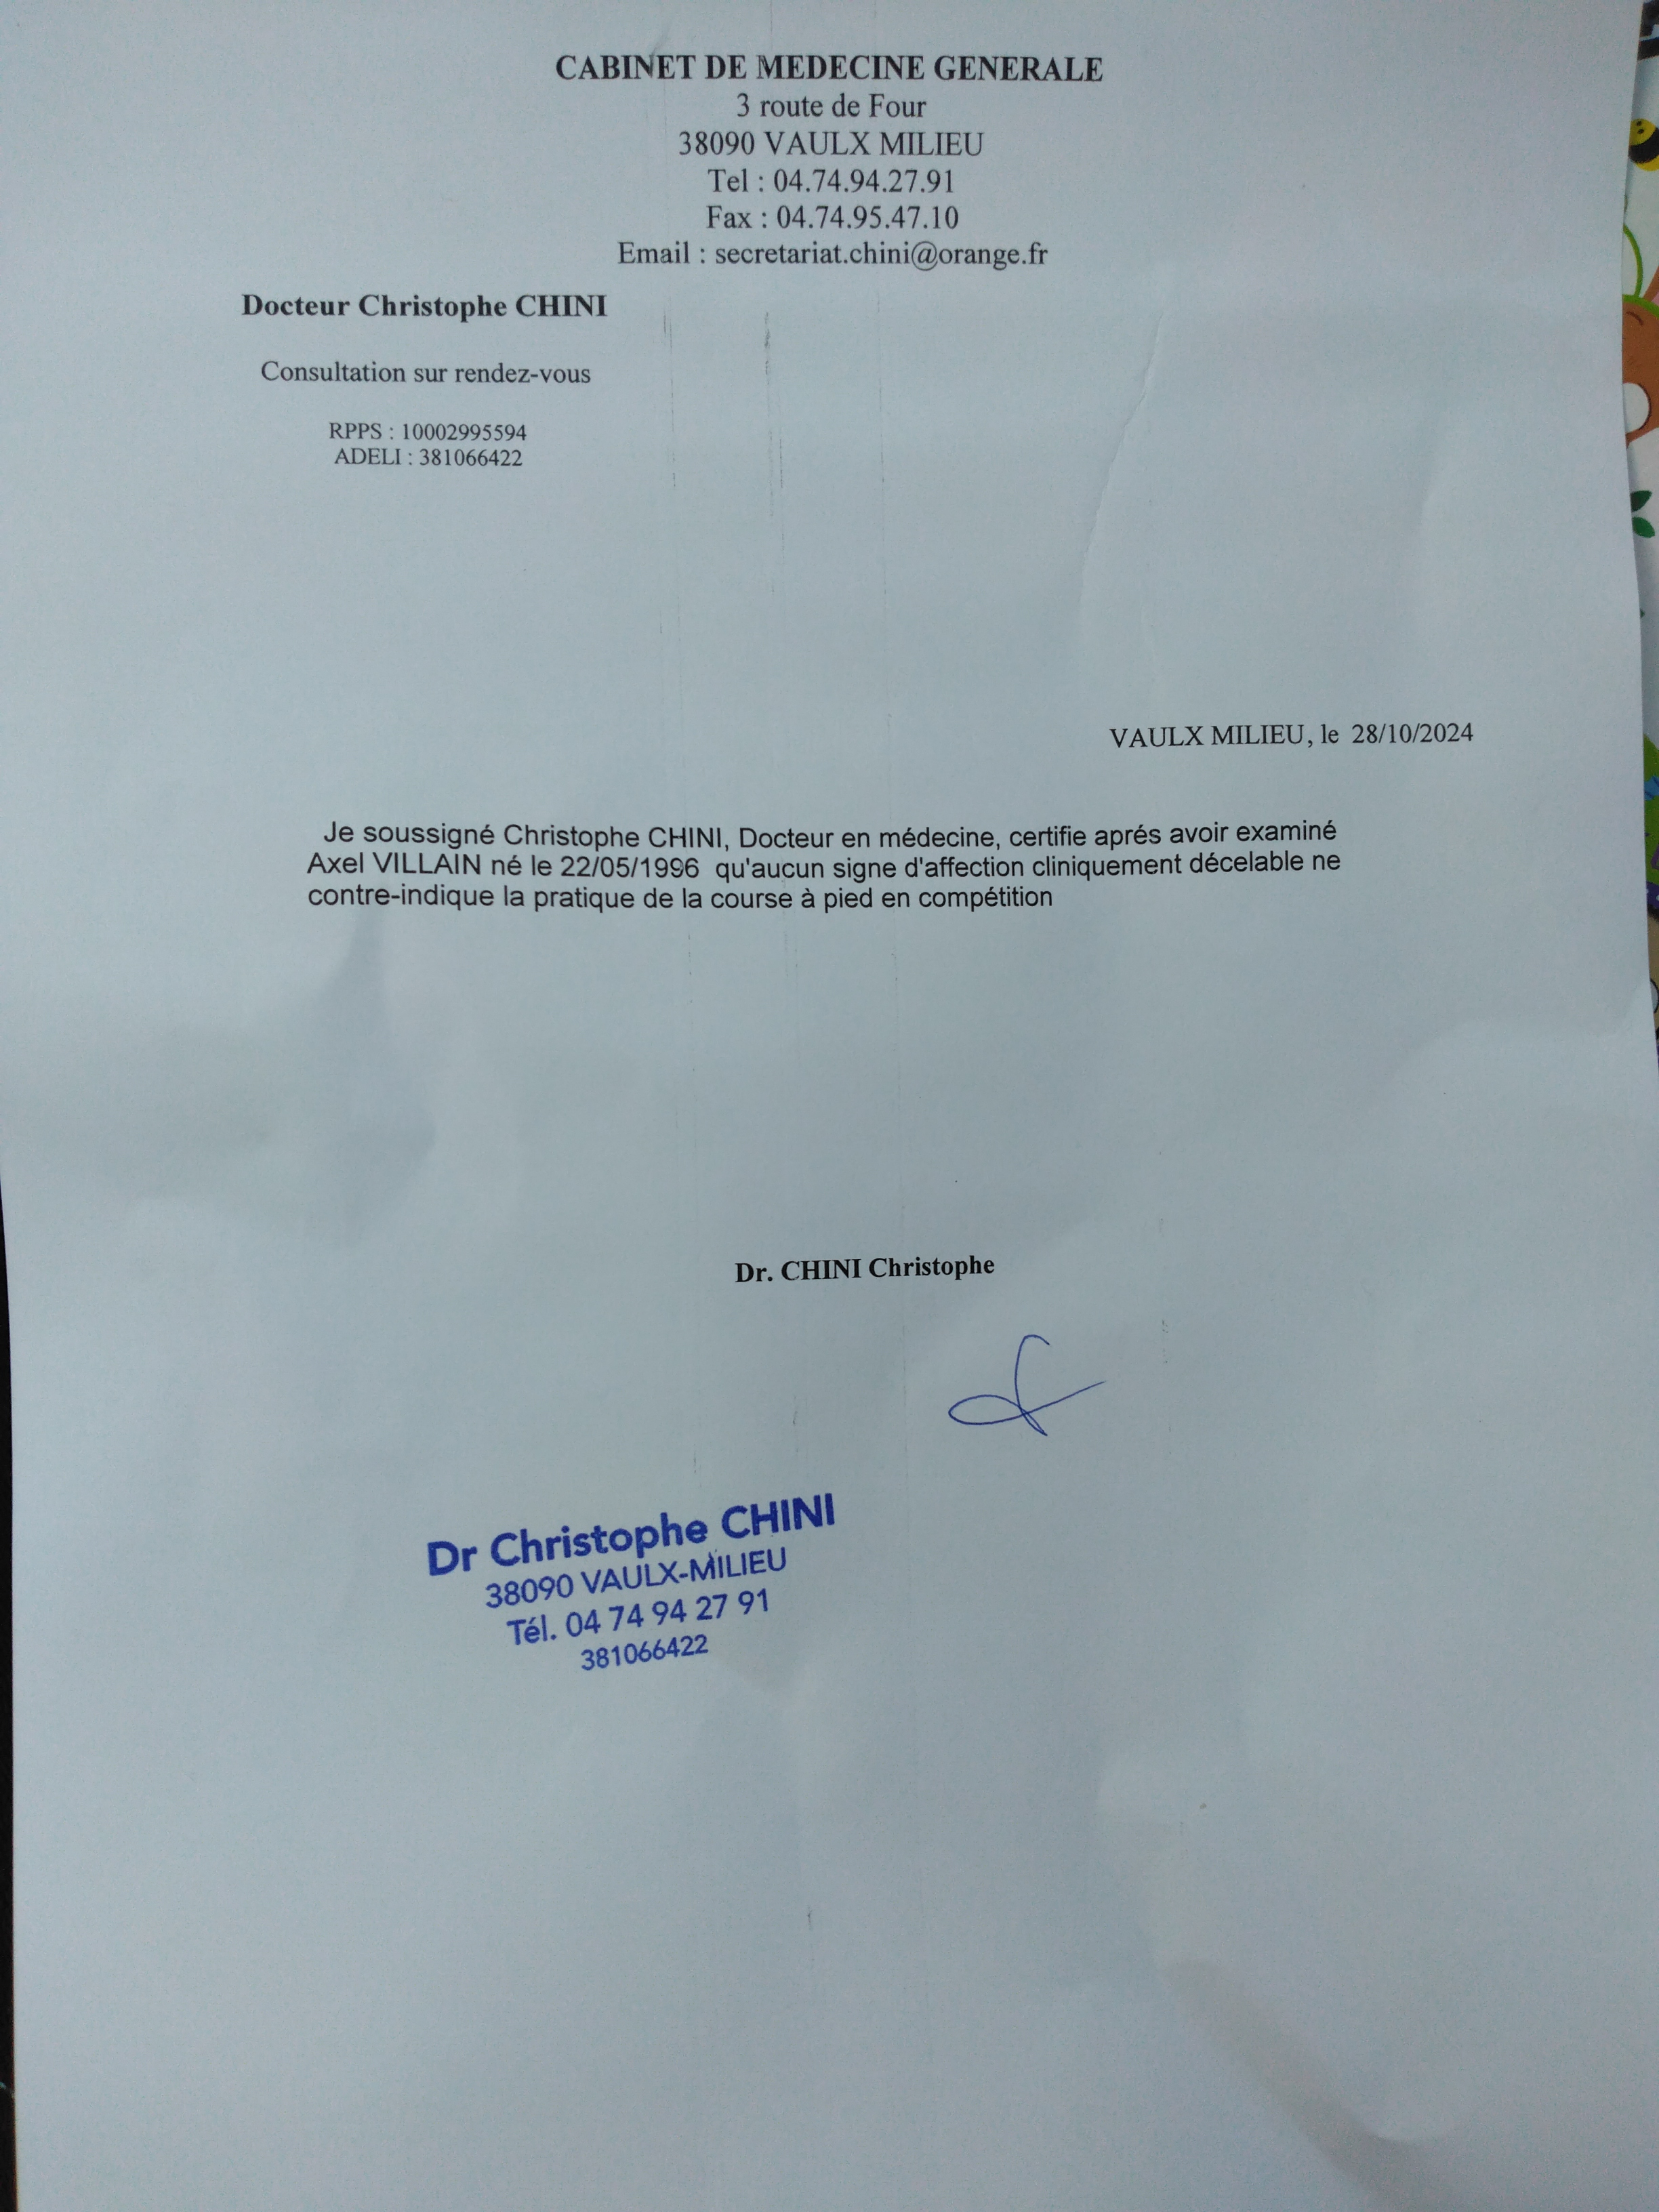 CABINET DE MEDECINE GENERALE
3 route de Four
38090 VAULX MILIEU
Tel : 04.74.94.27.91
Fax : 04.74.95.47.10
Email : secretariat.chini@orange.fr
Docteur Christophe CHINI
Consultation sur rendez-vous
RPPS : 10002995594
ADELI : 381066422
VAULX MILIEU, le 28/10/2024
Je soussigné Christophe CHINI, Docteur en médecine, certifie aprés avoir examiné
Axel VILLAIN né le 22/05/1996 qu'aucun signe d'affection cliniquement décelable ne
contre-indique la pratique de la course à pied en compétition
Dr. CHINI Christophe
Dr Christophe CHINI
38090 VAULX-MILIEU
Tél. 04 74 94 27 91
381066422